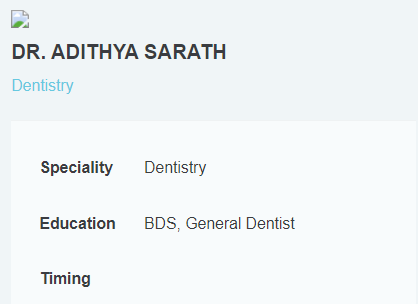 DR. ADITHYA SARATH
Dentistry
Speciality Dentistry
Education BDS, General Dentist
Timing